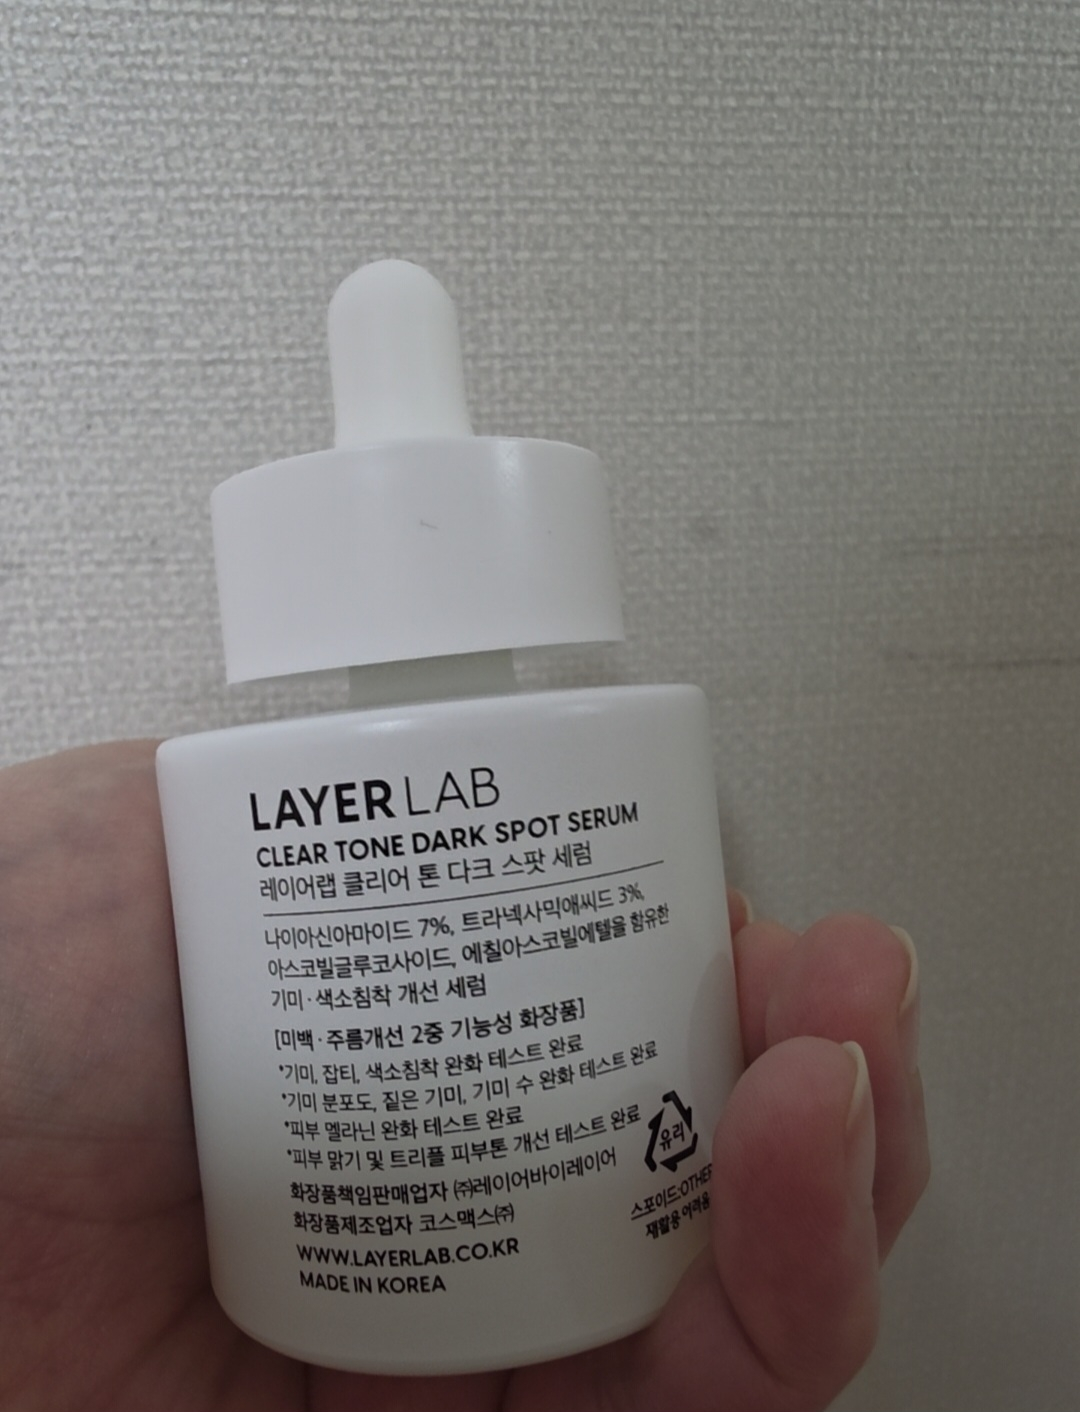 LAYER LAB
CLEAR TONE DARK SPOT SERUM
레이어랩 클리어 톤 다크 스팟 세럼
나이아신아마이드 7%, 트라넥사믹애씨드 3%,
아스코빌글루코사이드, 에칠아스코빌에텔을 함유한
기미·색소침착 개선 세럼
[미백·주름개선 2중 기능성 화장품]
*기미, 잡티, 색소침착 완화 테스트 완료
*기미 분포도, 짙은 기미, 기미 수 완화 테스트 완료
*피부 멜라닌 완화 테스트 완료
*피부 맑기 및 트리플 피부톤 개선 테스트 완료
화장품책임판매업자 ㈜레이어바이레이어
화장품제조업자 코스맥스㈜
WWW.LAYERLAB.CO.KR
MADE IN KOREA
유리
스포이드:OTHER
재활용 어려움